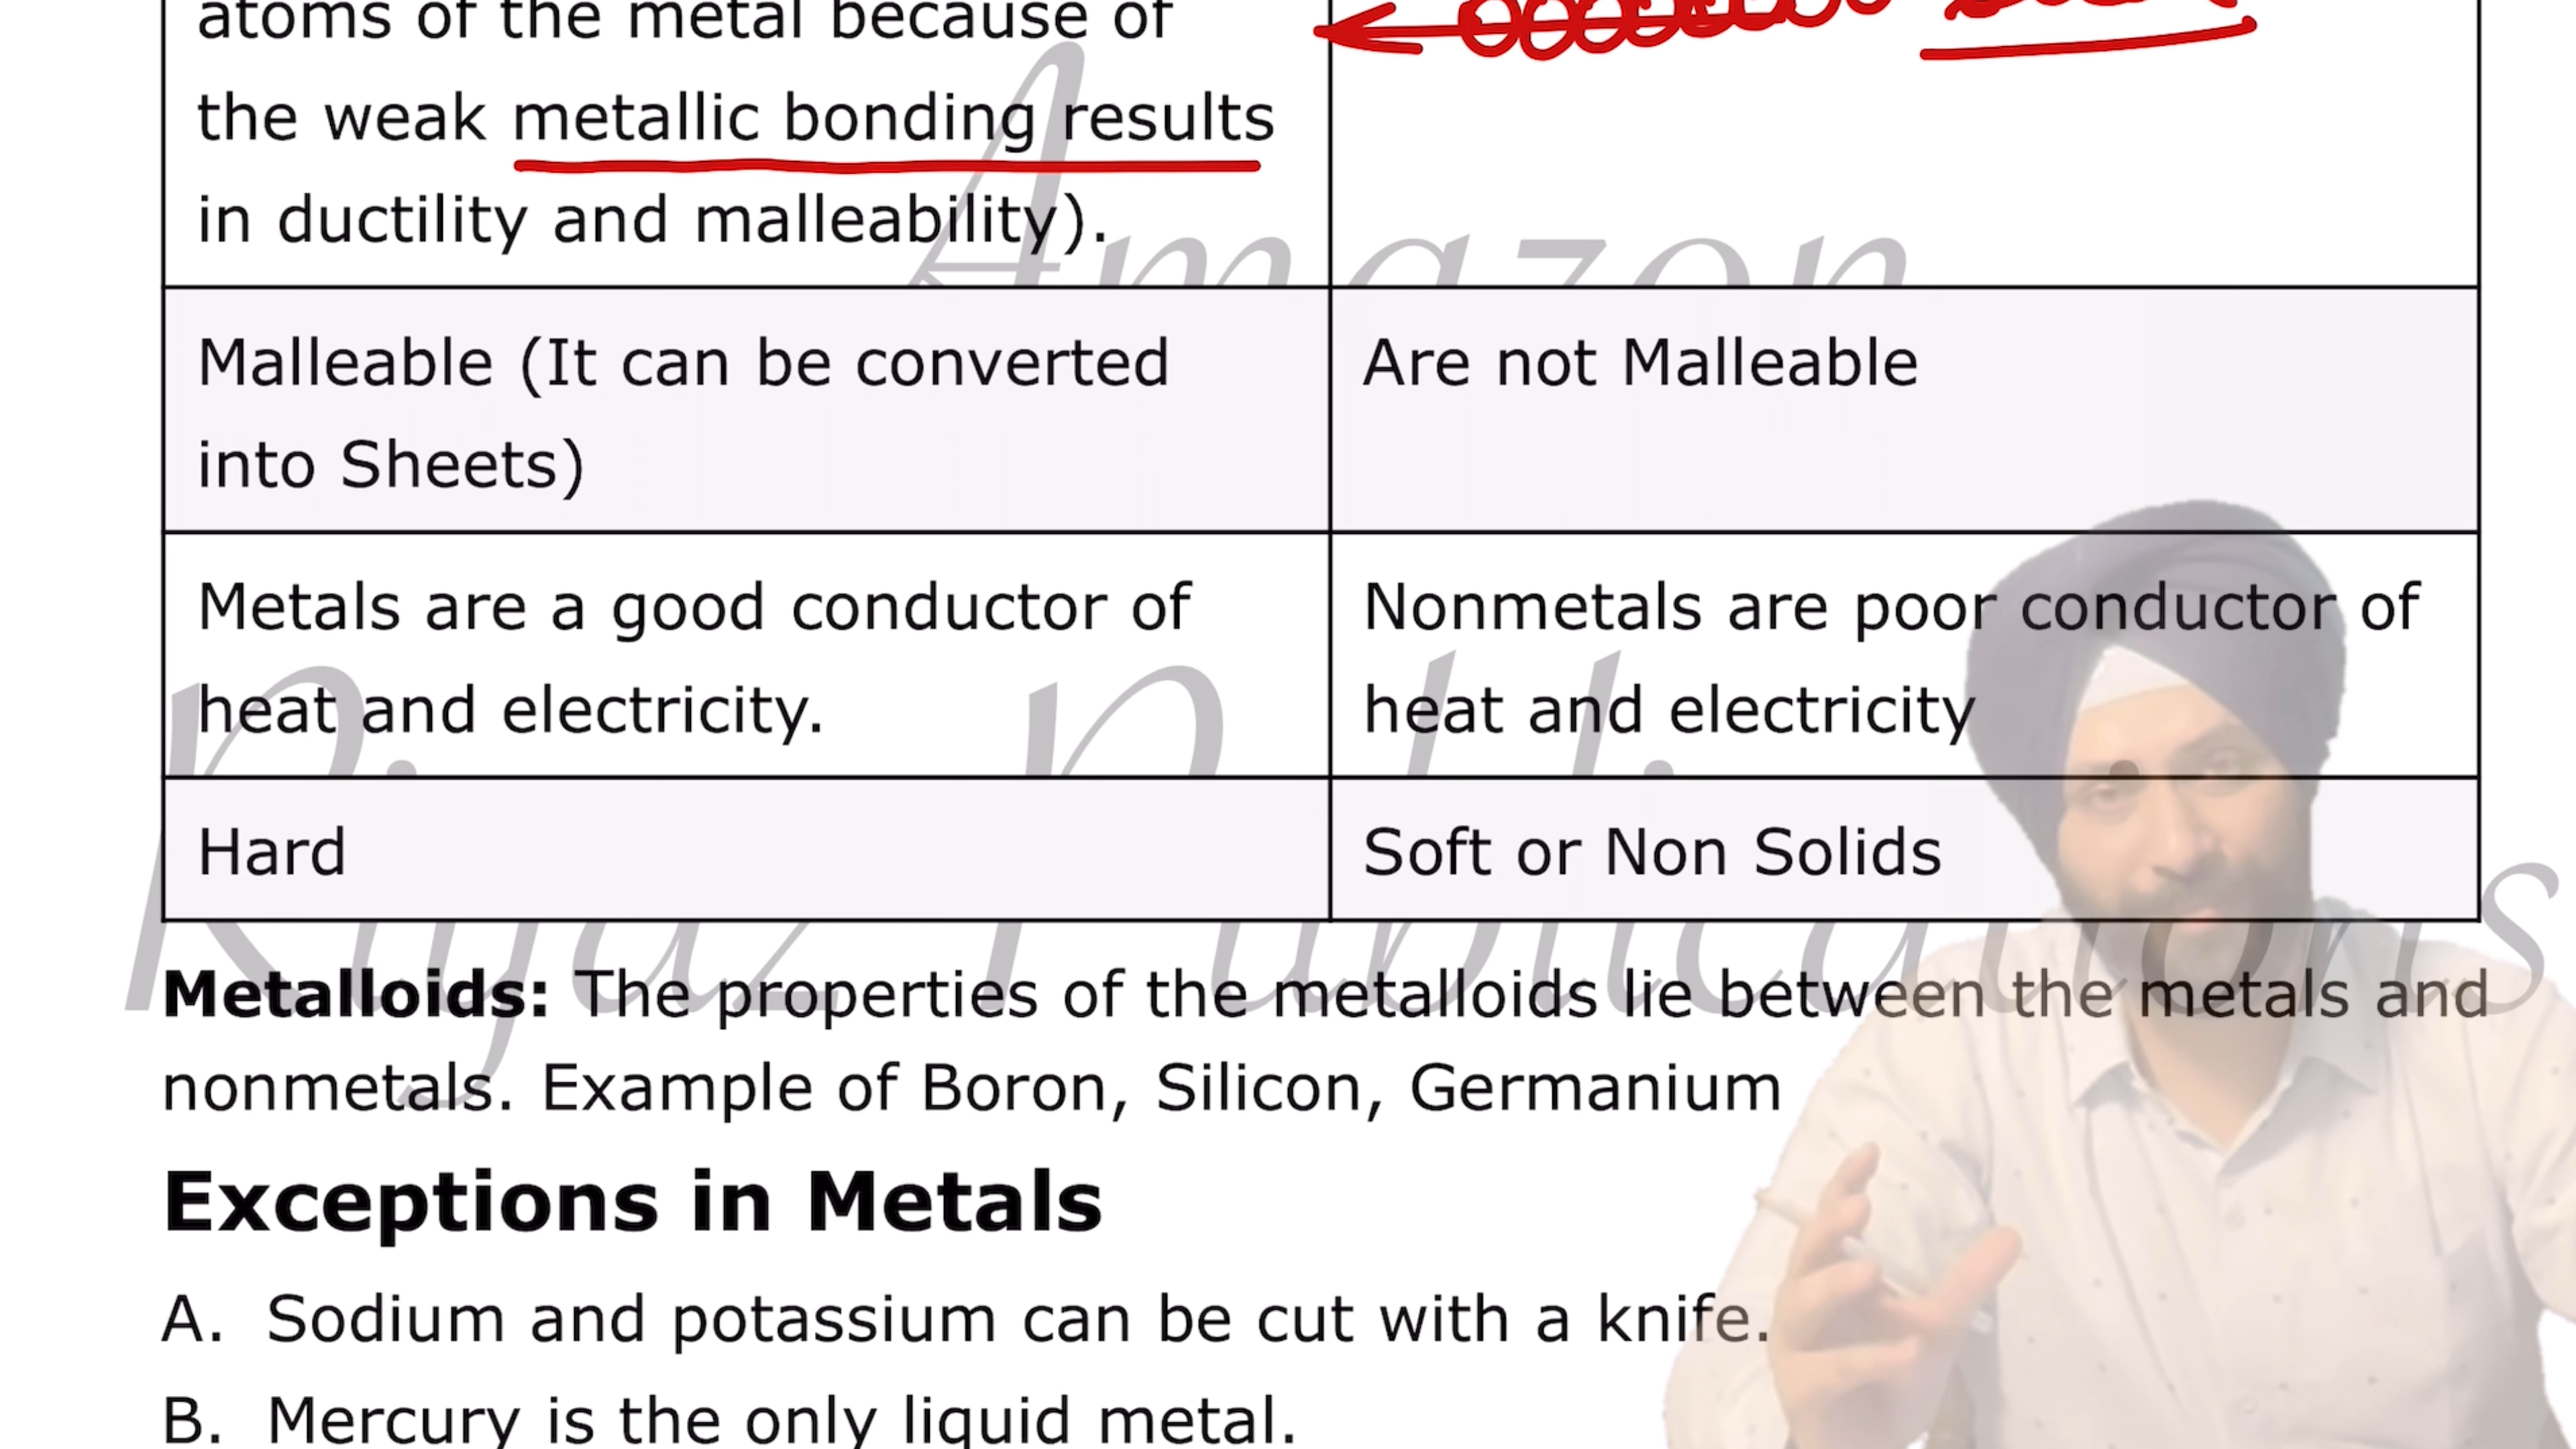 atoms of the metal because of
the weak metallic bonding results
in ductility and malleability).
Malleable (It can be converted
into Sheets)
Are not Malleable
Metals are a good conductor of
heat and electricity.
Nonmetals are poor conductor of
heat and electricity
Hard
Soft or Non Solids
Metalloids: The properties of the metalloids lie between the metals and
nonmetals. Example of Boron, Silicon, Germanium
Exceptions in Metals
A. Sodium and potassium can be cut with a knife.
B. Mercury is the only liquid metal.
Amazon
Riyaz Publications